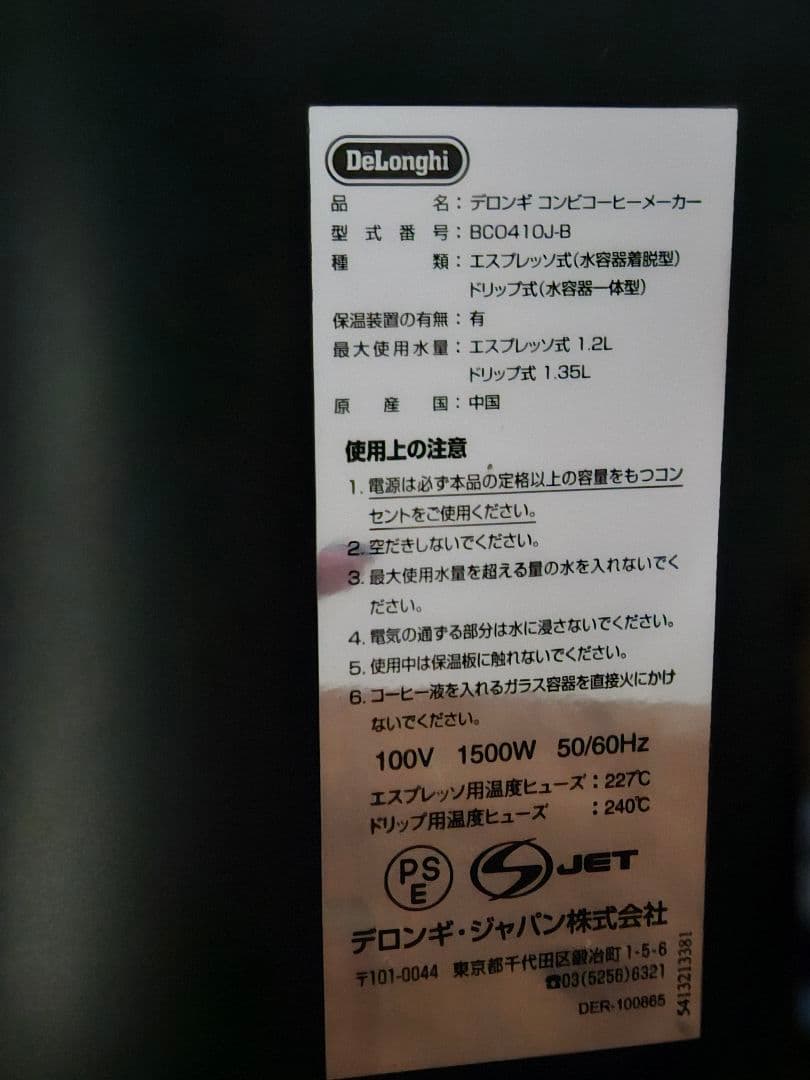 DeLonghi
品名：デロンギ コンビコーヒーメーカー
型式番号：BCO410J-B
種類：エスプレッソ式(水容器着脱型)
ドリップ式(水容器一体型)
保温装置の有無：有
最大使用水量：エスプレッソ式 1.2L
ドリップ式 1.35L
原産国：中国
使用上の注意
1. 電源は必ず本品の定格以上の容量をもつコン
セントをご使用ください。
2. 空だきしないでください。
3. 最大使用水量を超える量の水を入れないでく
ださい。
4. 電気の通ずる部分は水に浸さないでください。
5. 使用中は保温板に触れないでください。
6. コーヒー液を入れるガラス容器を直接火にかけ
ないでください。
100V 1500W 50/60Hz
エスプレッソ用温度ヒューズ：227℃
ドリップ用温度ヒューズ：240℃
PSE JET
デロンギ・ジャパン株式会社
〒101-0044 東京都千代田区鍛冶町1-5-6
☎03(5256)6321
DER-100865
5413213381